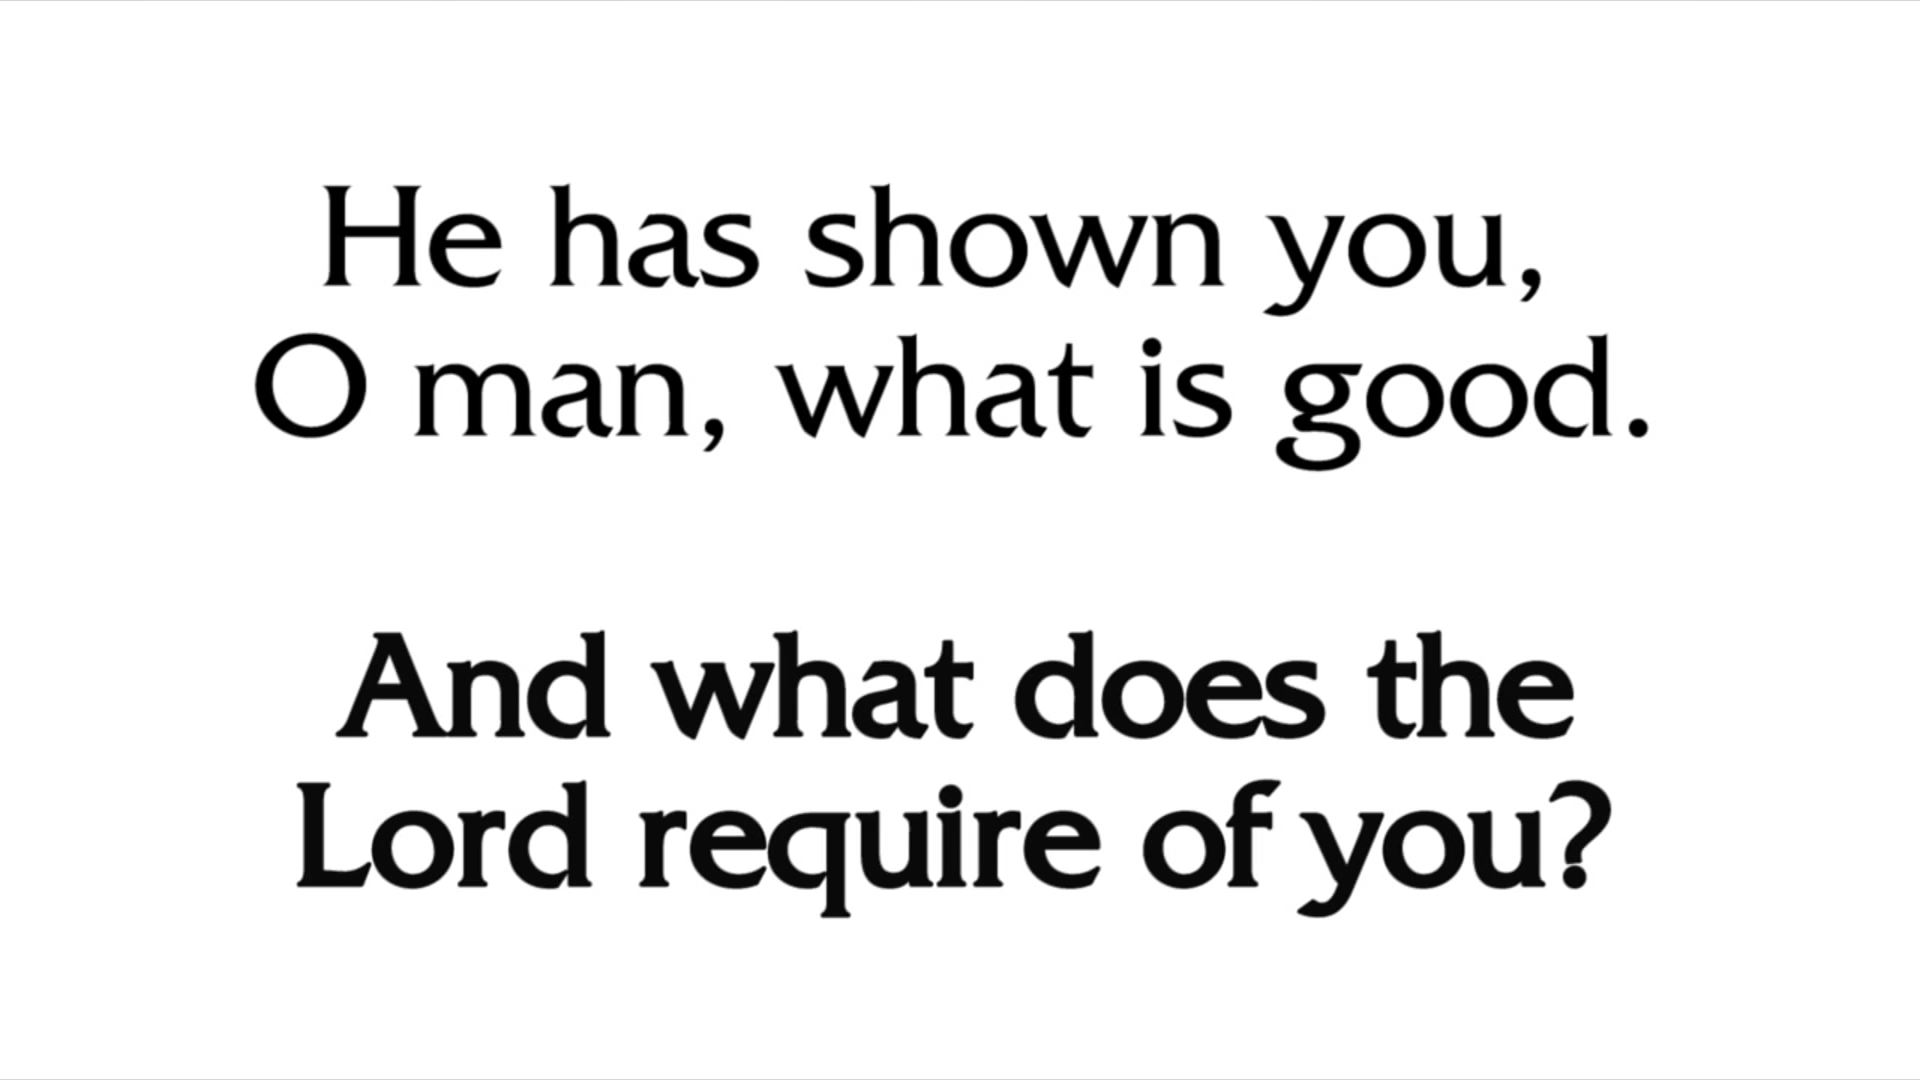 He has shown you,
O man, what is good.
And what does the
Lord require of you?